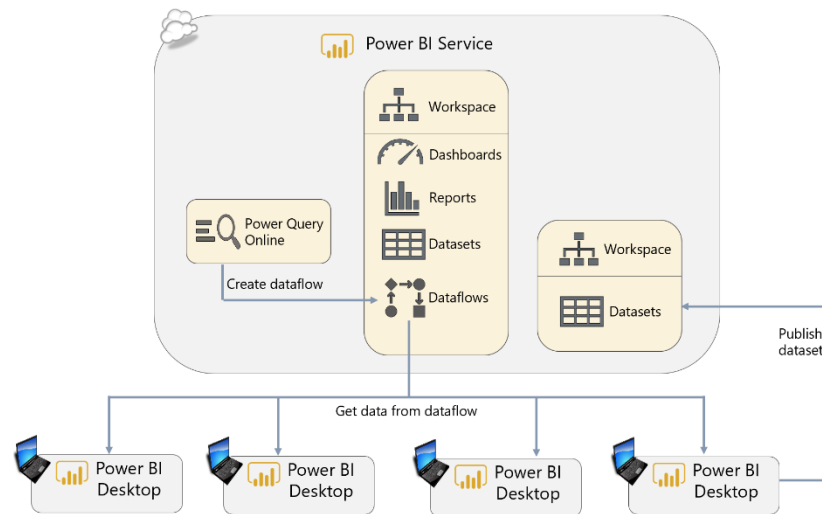 Power BI Service
Workspace
Dashboards
Reports
Datasets
Dataflows
Power Query
Online
Create dataflow
Workspace
Datasets
Publish
dataset
Get data from dataflow
Power BI
Desktop
Power BI
Desktop
Power BI
Desktop
Power BI
Desktop